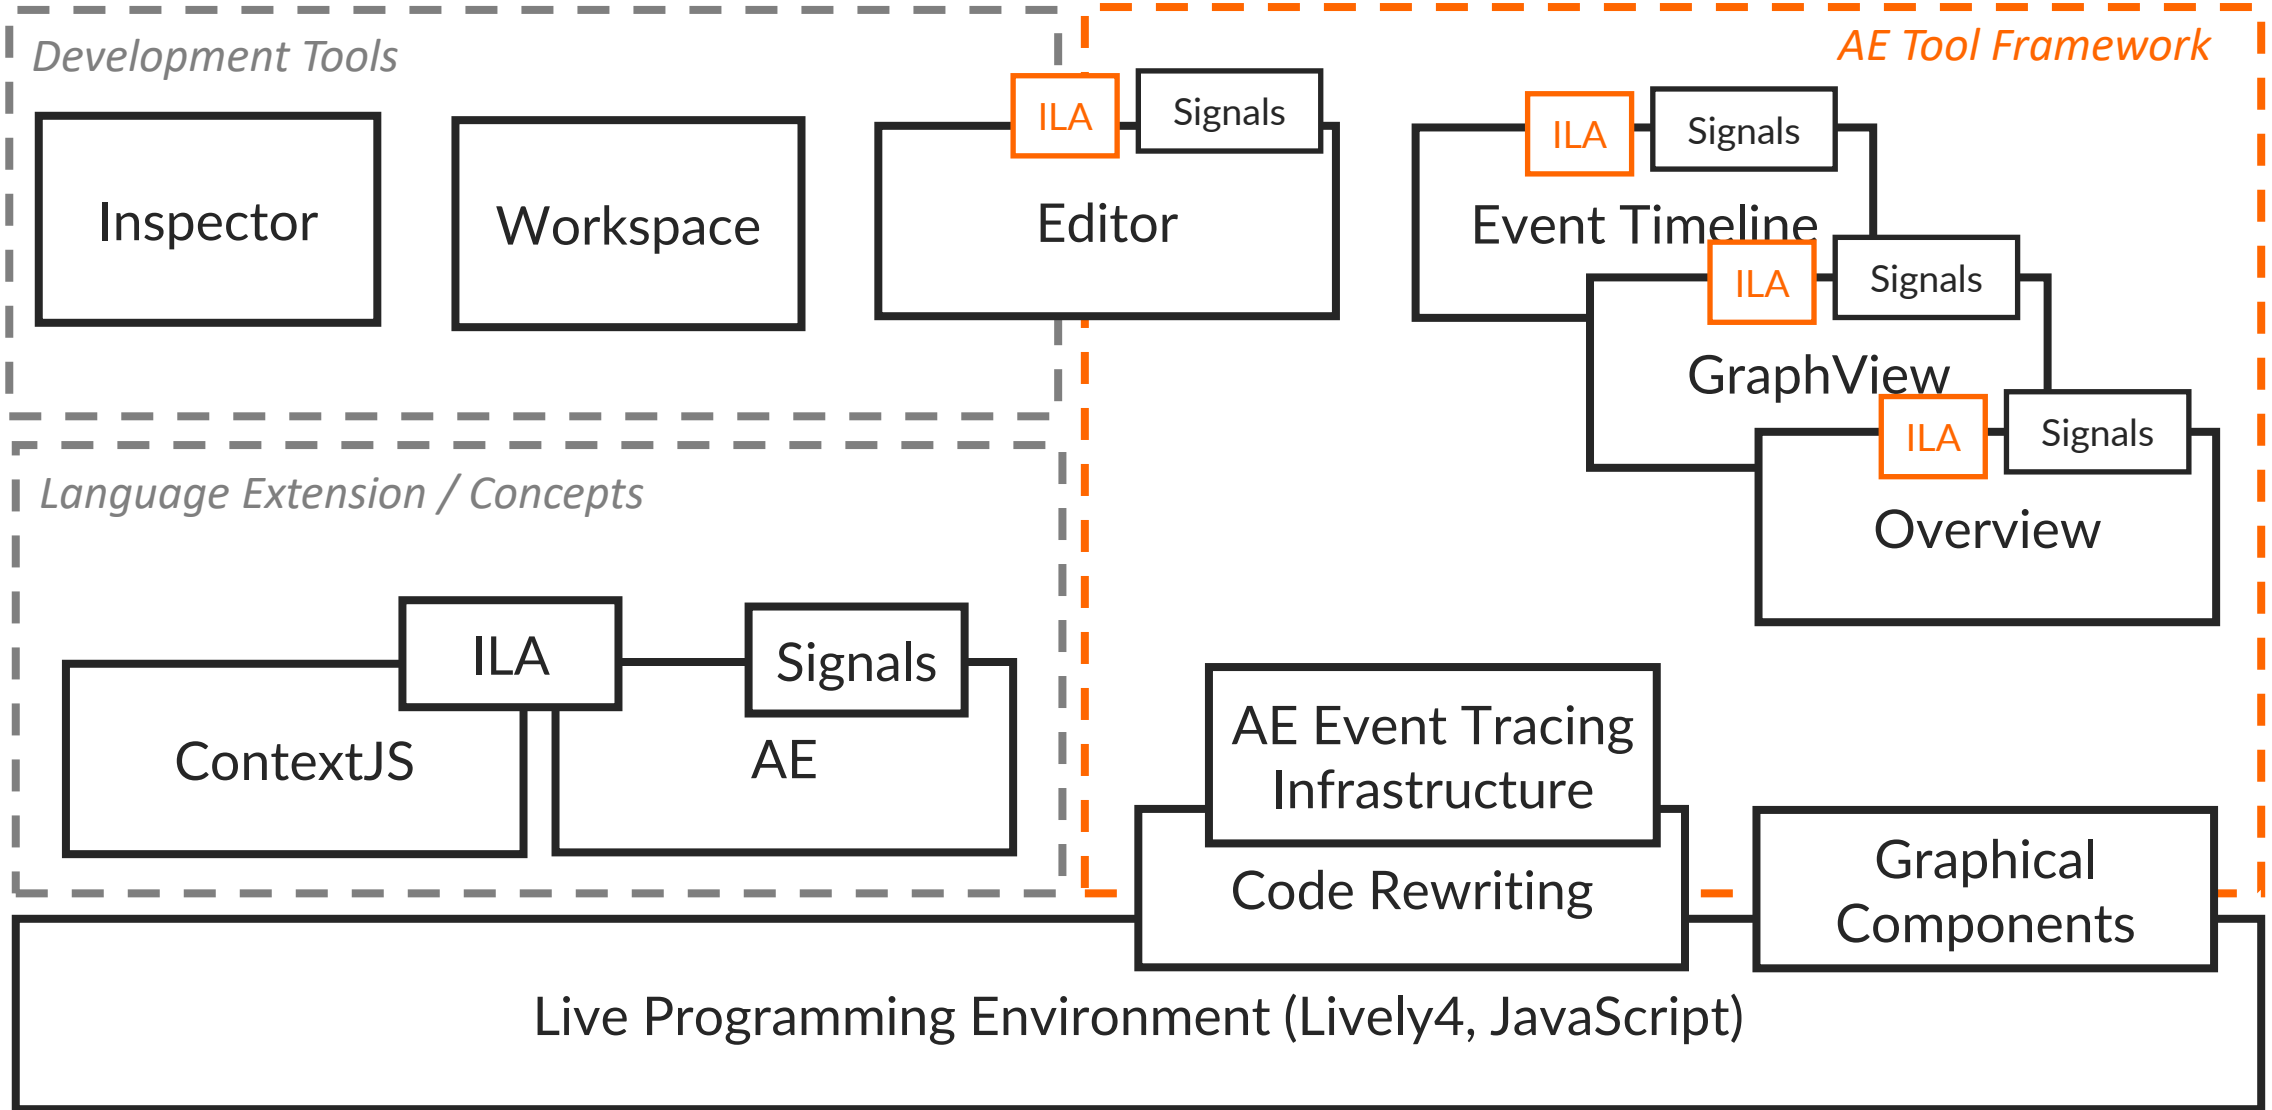 Development Tools
AE Tool Framework
Inspector
Workspace
ILA
Signals
Editor
ILA
Signals
Event Timeline
ILA
Signals
GraphView
ILA
Signals
Overview
Language Extension / Concepts
ILA
Signals
ContextJS
AE
AE Event Tracing
Infrastructure
Code Rewriting
Graphical
Components
Live Programming Environment (Lively4, JavaScript)